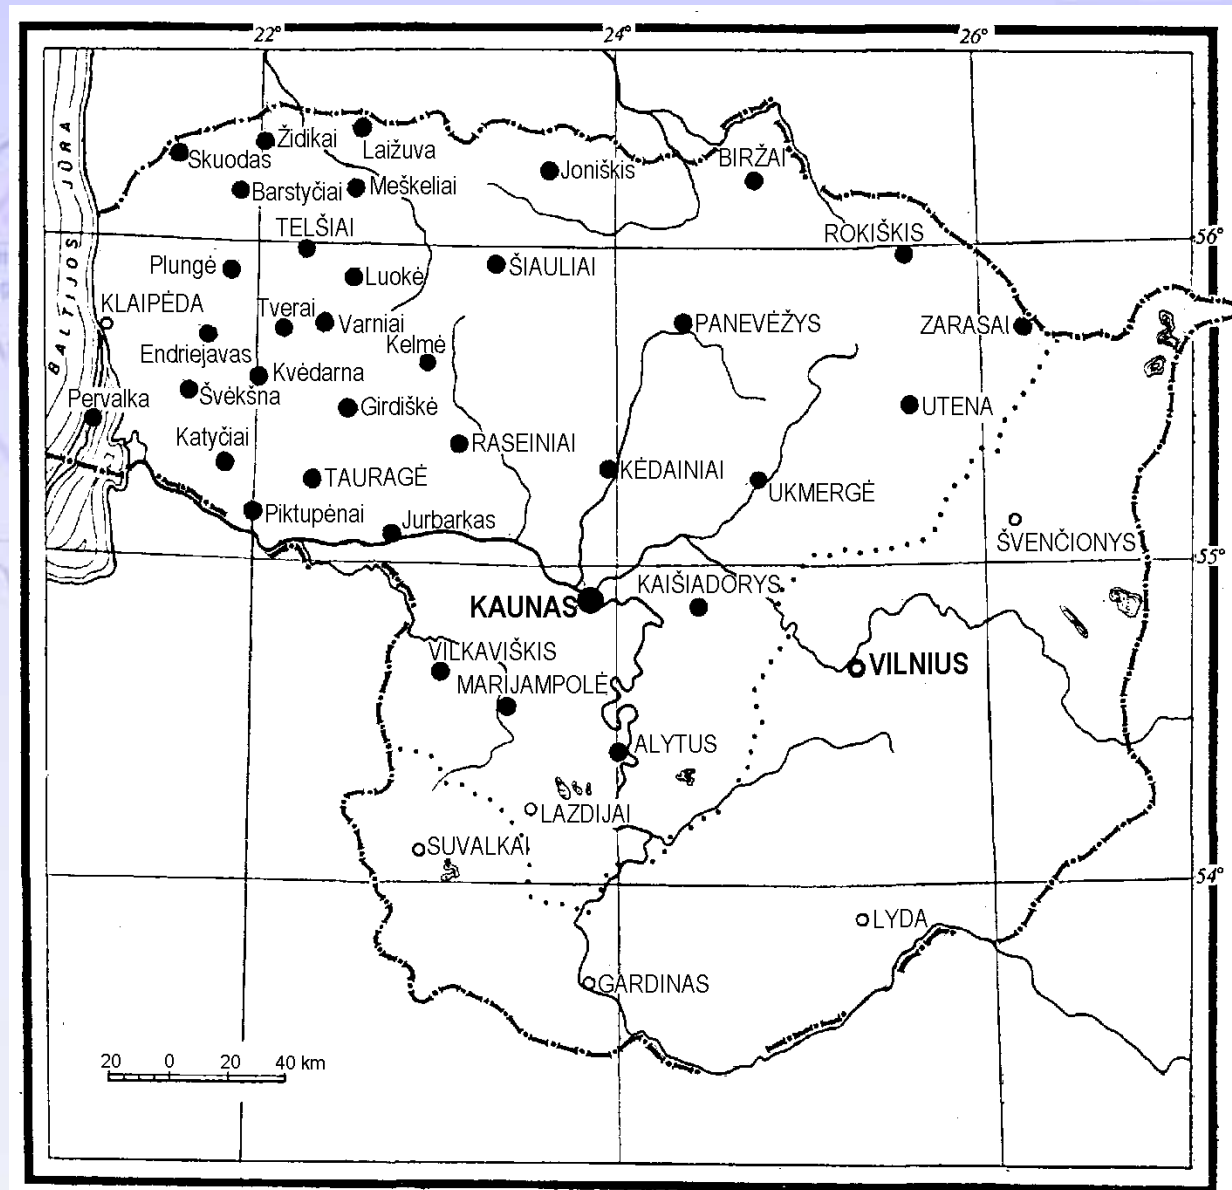 22° 24° 26°
BALTIJOS JŪRA
Židikai
Skuodas
Laižuva
Barstyčiai
Meškeliai
Joniškis
BIRŽAI
TELŠIAI
ROKIŠKIS
56°
Plungė
Luokė
ŠIAULIAI
KLAIPĖDA
Tverai
Varniai
PANEVĖŽYS
ZARASAI
Endriejavas
Kelmė
Kvėdarna
Pervalka
Švėkšna
Girdiškė
UTENA
Katyčiai
RASEINIAI
TAURAGĖ
KĖDAINIAI
UKMERGĖ
Piktupėnai
Jurbarkas
ŠVENČIONYS
55°
KAIŠIADORYS
KAUNAS
VILKAVIŠKIS
VILNIUS
MARIJAMPOLĖ
ALYTUS
LAZDIJAI
SUVALKAI
54°
LYDA
GARDINAS
20 0 20 40 km